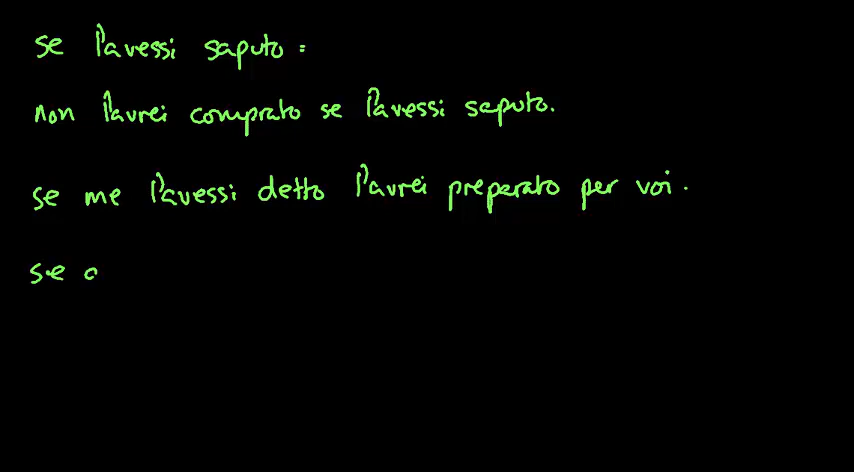 se l'avessi saputo =
non l'avrei comprato se l'avessi saputo.
se me l'avessi detto l'avrei preparato per voi.
se c